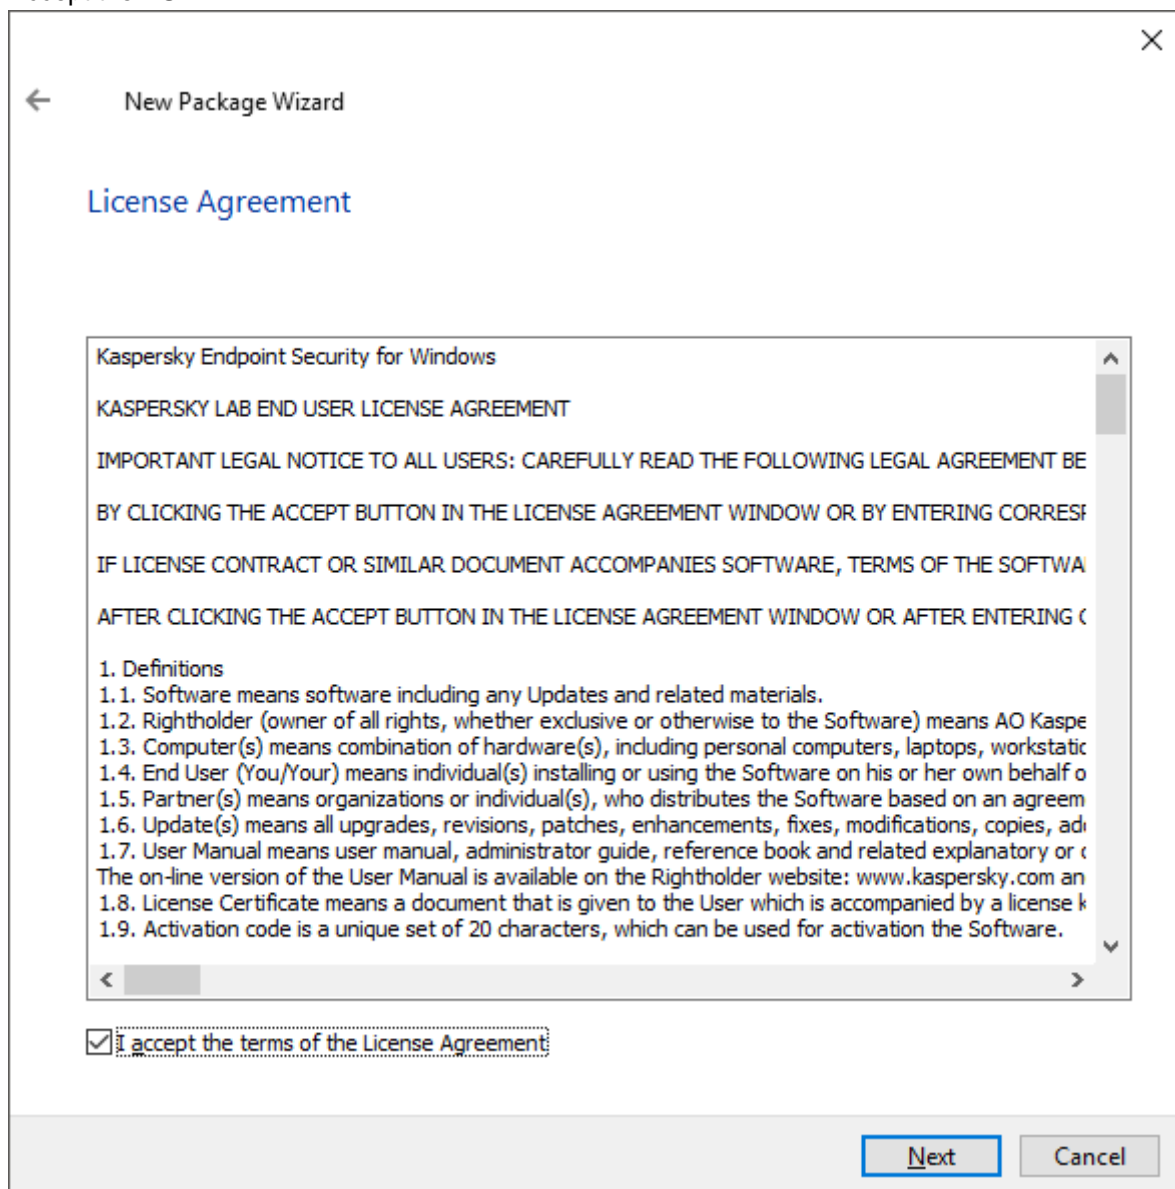 New Package Wizard
License Agreement
Kaspersky Endpoint Security for Windows
KASPERSKY LAB END USER LICENSE AGREEMENT
IMPORTANT LEGAL NOTICE TO ALL USERS: CAREFULLY READ THE FOLLOWING LEGAL AGREEMENT BE
BY CLICKING THE ACCEPT BUTTON IN THE LICENSE AGREEMENT WINDOW OR BY ENTERING
IF LICENSE CONTRACT OR SIMILAR DOCUMENT ACCOMPANIES SOFTWARE, TERMS OF THE
AFTER CLICKING THE ACCEPT BUTTON IN THE LICENSE AGREEMENT WINDOW OR AFTER ENTERING
1. Definitions
1.1. Software means software including any Updates and related materials.
1.2. Rightholder (owner of all rights, whether exclusive or otherwise to the Software) means AO Kaspe
1.3. Computer(s) means combination of hardware(s), including personal computers, laptops,
1.4. End User (You/Your) means individual(s) installing or using the Software on his or her own behalf o
1.5. Partner(s) means organizations or individual(s), who distributes the Software based on an agreem
1.6. Update(s) means all upgrades, revisions, patches, enhancements, fixes, modifications, copies,
1.7. User Manual means user manual, administrator guide, reference book and related explanatory or
The on-line version of the User Manual is available on the Rightholder website: www.kaspersky.com an
1.8. License Certificate means a document that is given to the User which is accompanied by a license
1.9. Activation code is a unique set of 20 characters, which can be used for activation the Software.
I accept the terms of the License Agreement
Next
Cancel